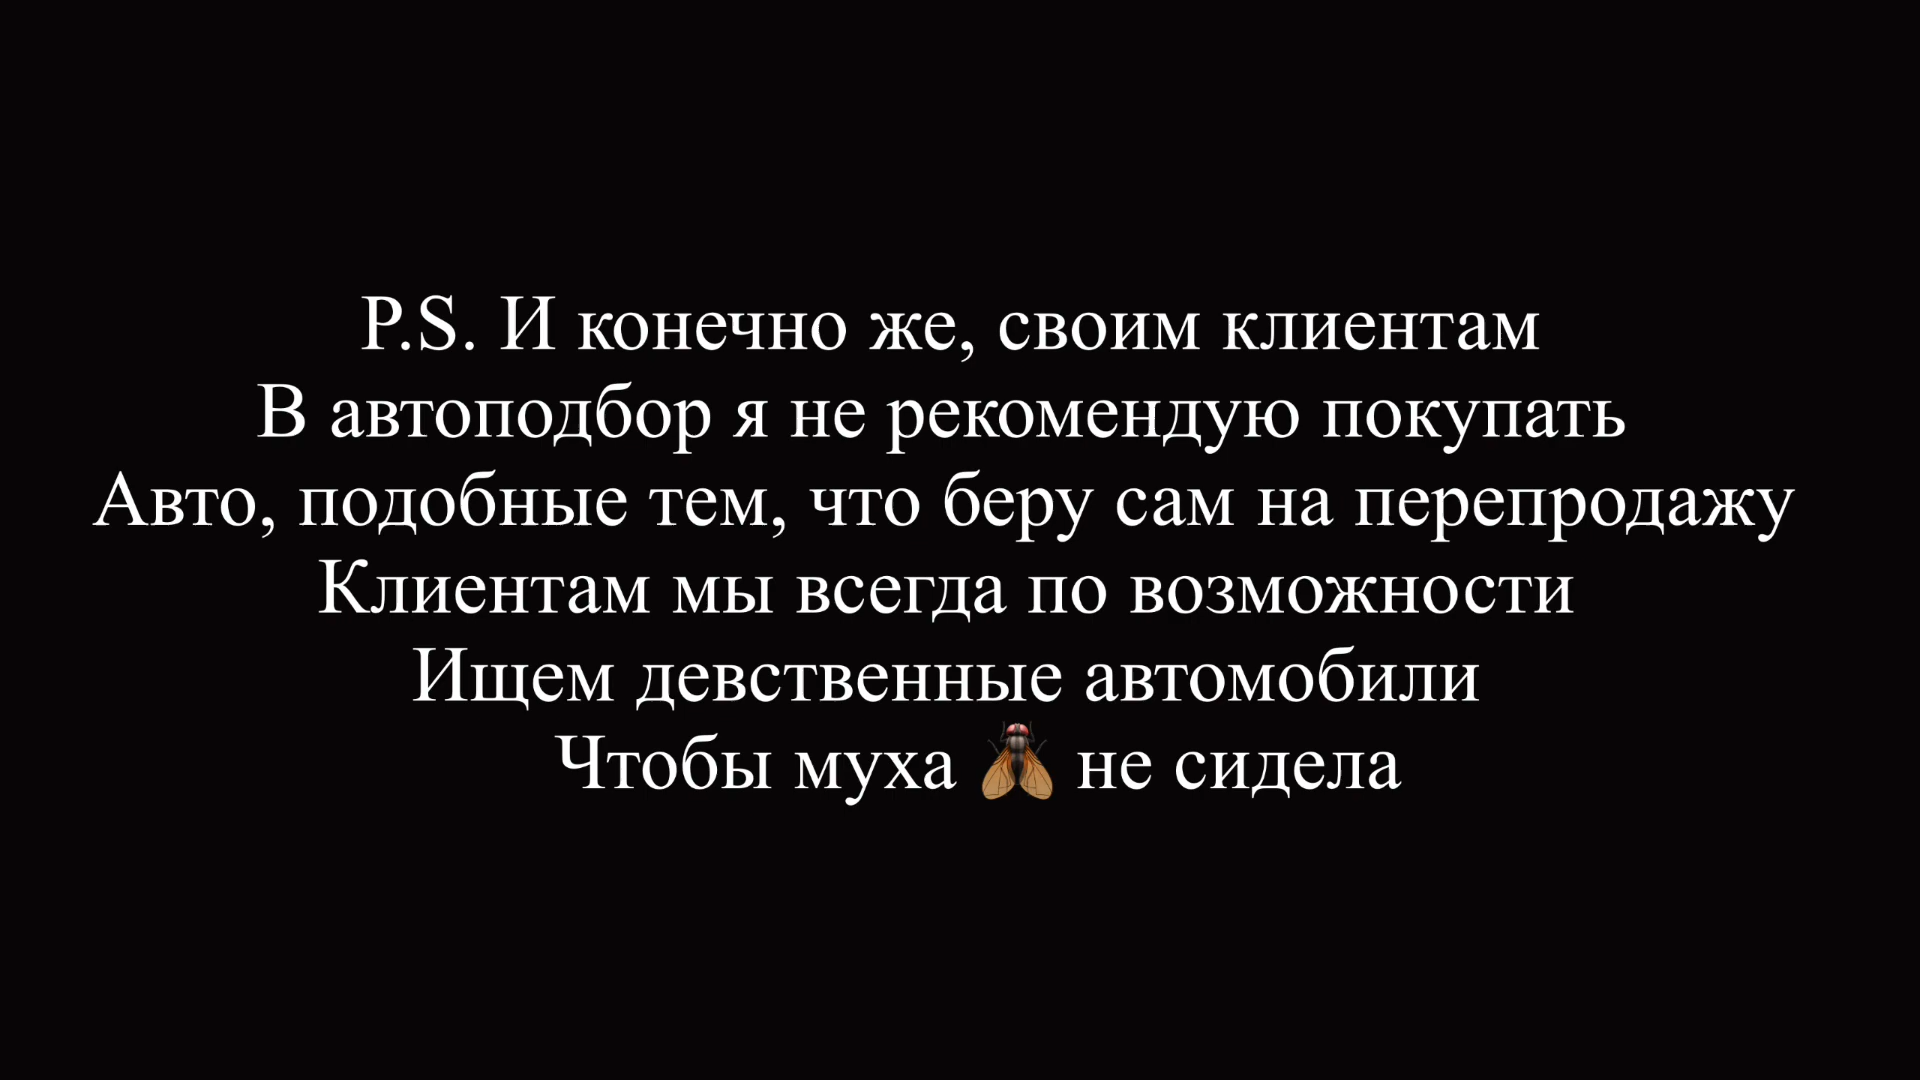 P.S. И конечно же, своим клиентам
В автоподбор я не рекомендую покупать
Авто, подобные тем, что беру сам на перепродажу
Клиентам мы всегда по возможности
Ищем девственные автомобили
Чтобы муха 🪰 не сидела